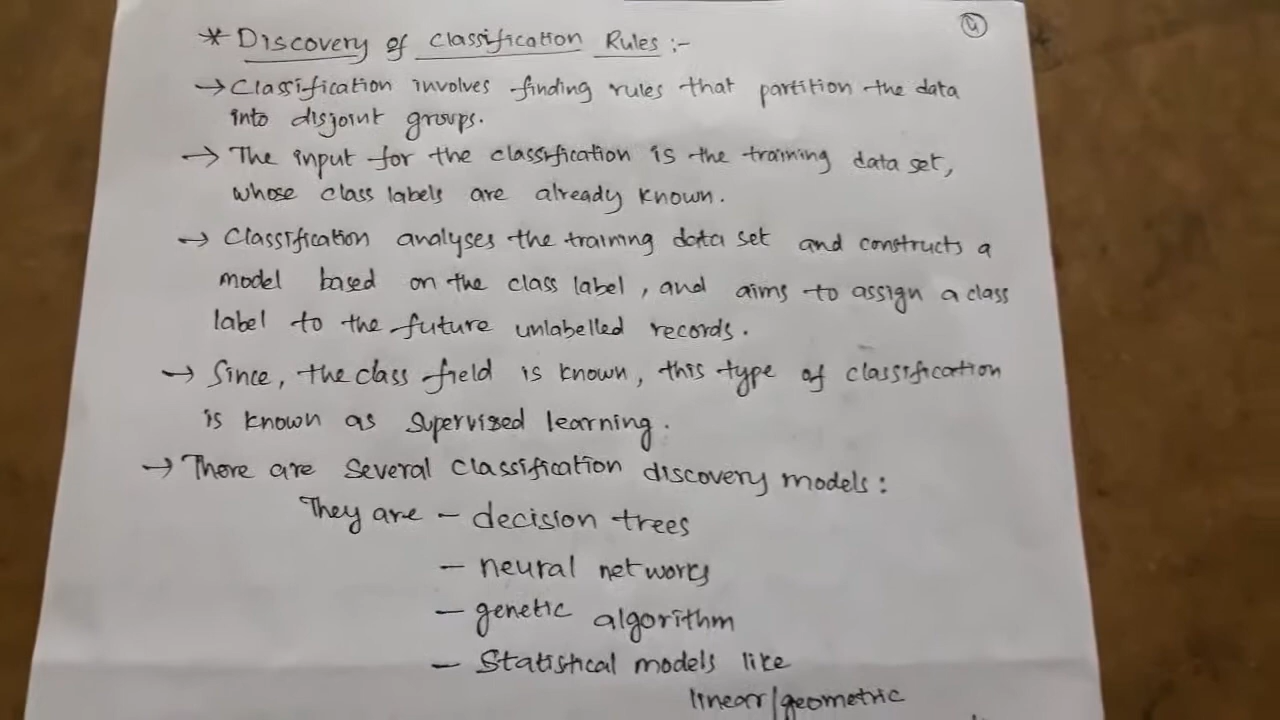 ④
* Discovery of classification Rules :-
→ Classification involves finding rules that partition the data
into disjoint groups.
→ The input for the classification is the training data set,
whose class labels are already known.
→ Classification analyses the training data set and constructs a
model based on the class label, and aims to assign a class
label to the future unlabelled records.
→ Since, the class field is known, this type of classification
is known as supervised learning.
→ There are several classification discovery models:
They are - decision trees
- neural networks
- genetic algorithm
- Statistical models like
linear/geometric